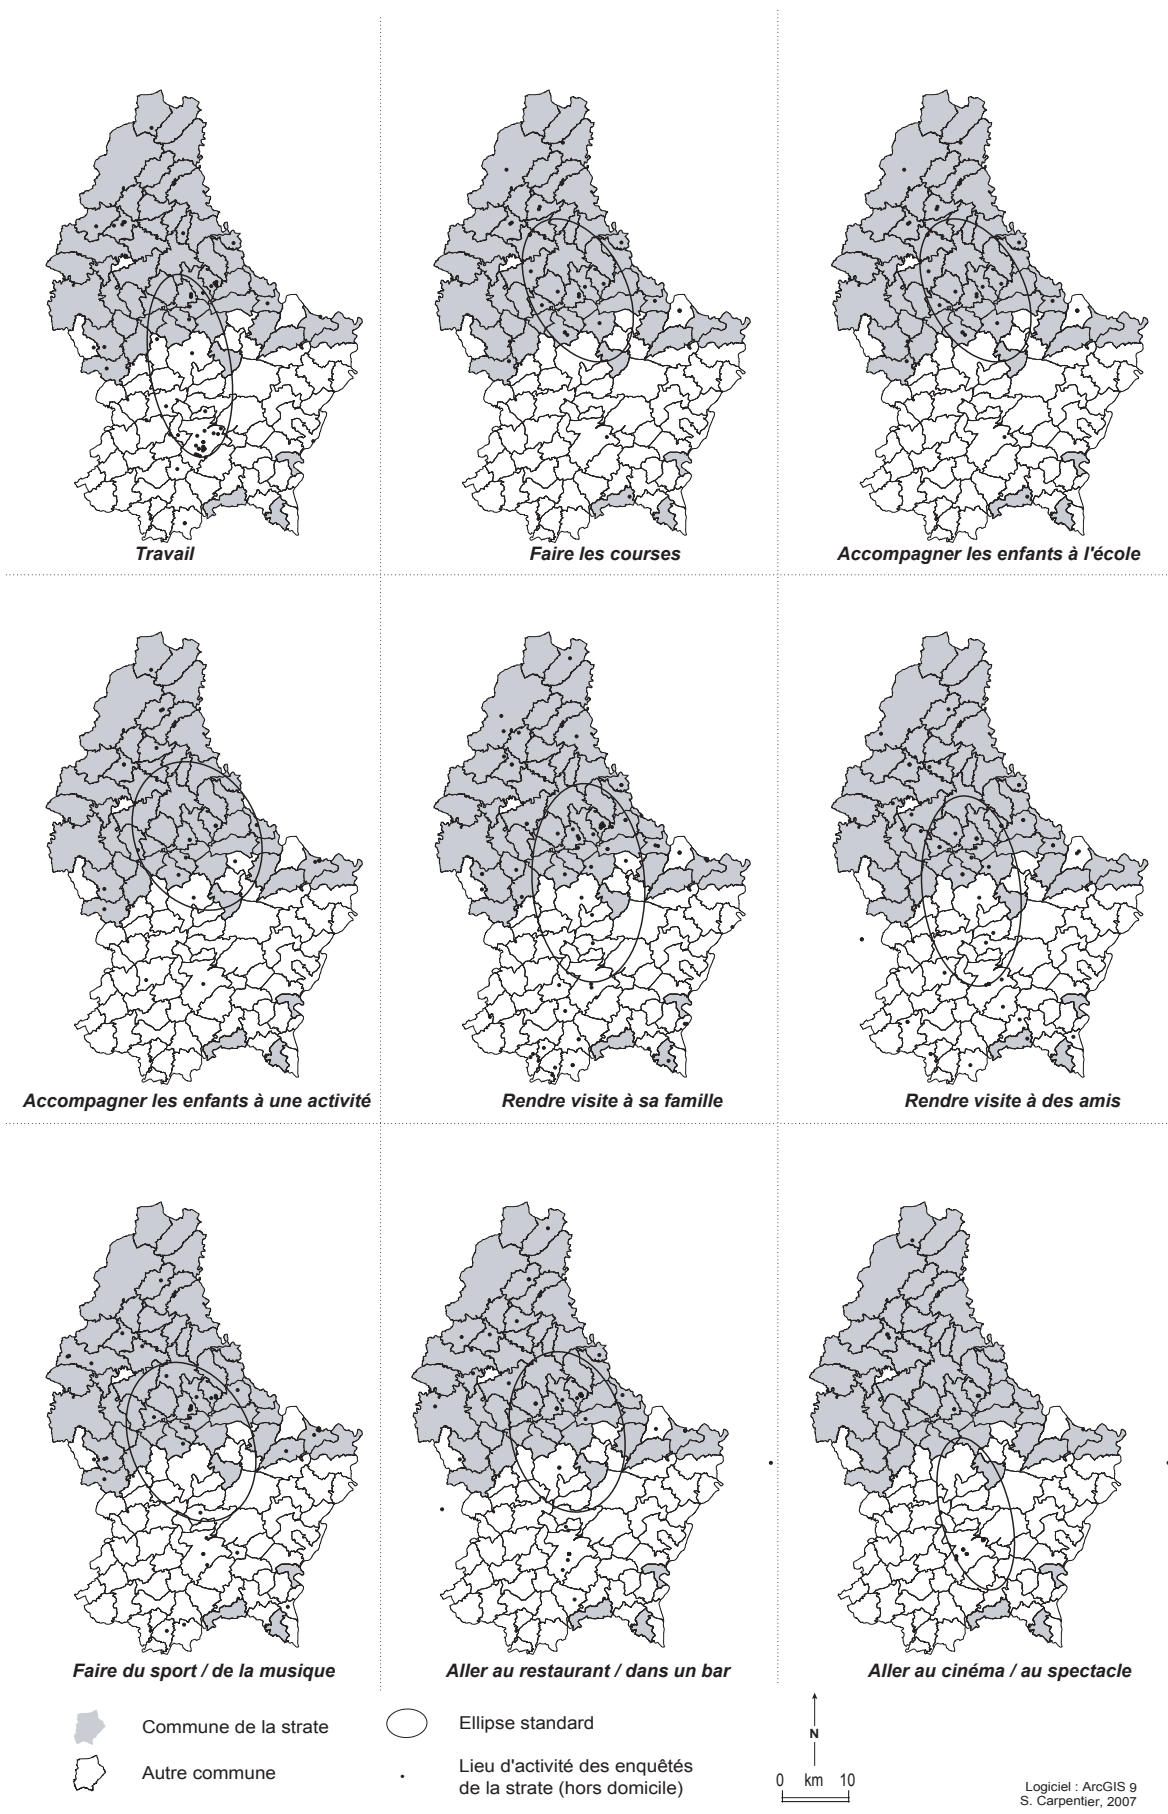 Travail
Faire les courses
Accompagner les enfants à l'école
Accompagner les enfants à une activité
Rendre visite à sa famille
Rendre visite à des amis
Faire du sport / de la musique
Aller au restaurant / dans un bar
Aller au cinéma / au spectacle
Commune de la strate
Autre commune
Ellipse standard
Lieu d'activité des enquêtés
de la strate (hors domicile)
N
0 km 10
Logiciel : ArcGIS 9
S. Carpentier, 2007